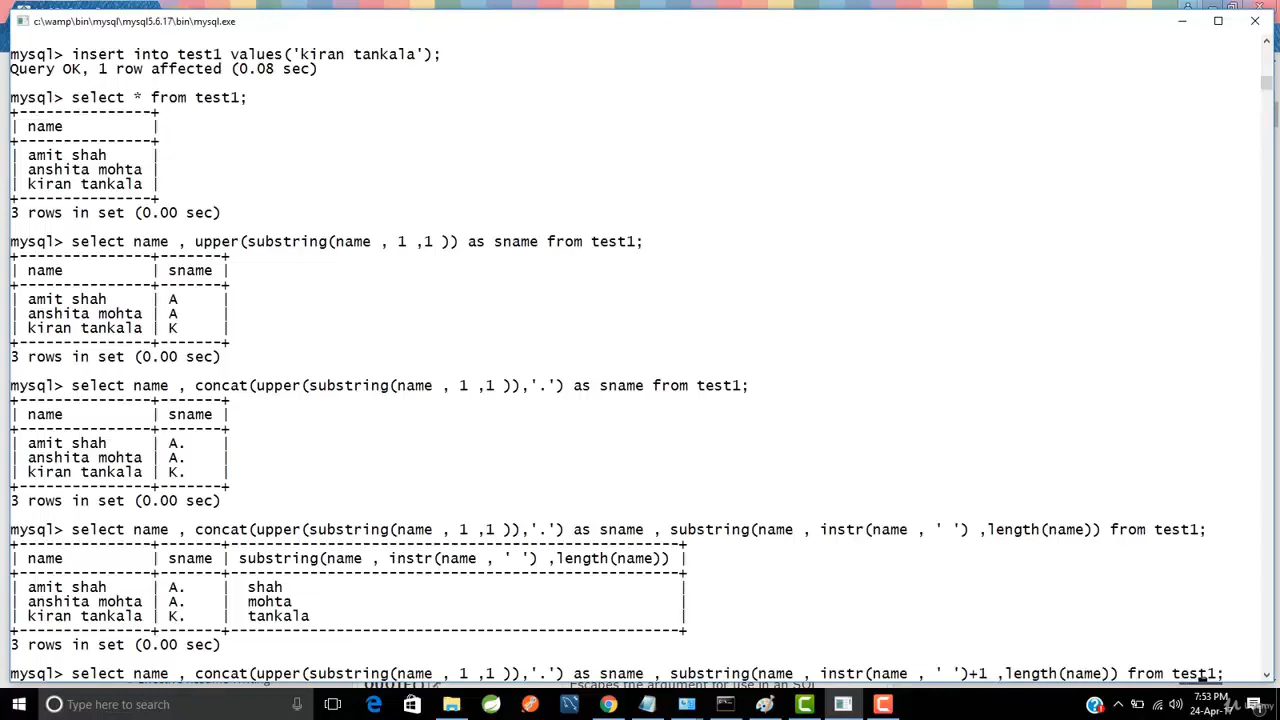 c:\wamp\bin\mysql\mysql5.6.17\bin\mysql.exe
mysql> insert into test1 values('kiran tankala');
Query OK, 1 row affected (0.08 sec)
mysql> select * from test1;
+---------------+
| name          |
+---------------+
| amit shah     |
| anshita mohta |
| kiran tankala |
+---------------+
3 rows in set (0.00 sec)
mysql> select name , upper(substring(name , 1 ,1 )) as sname from test1;
+---------------+-------+
| name          | sname |
+---------------+-------+
| amit shah     | A     |
| anshita mohta | A     |
| kiran tankala | K     |
+---------------+-------+
3 rows in set (0.00 sec)
mysql> select name , concat(upper(substring(name , 1 ,1 )),'.') as sname from test1;
+---------------+-------+
| name          | sname |
+---------------+-------+
| amit shah     | A.    |
| anshita mohta | A.    |
| kiran tankala | K.    |
+---------------+-------+
3 rows in set (0.00 sec)
mysql> select name , concat(upper(substring(name , 1 ,1 )),'.') as sname , substring(name , instr(name , ' ') ,length(name)) from test1;
+---------------+-------+---------------------------------------------------+
| name          | sname | substring(name , instr(name , ' ') ,length(name)) |
+---------------+-------+---------------------------------------------------+
| amit shah     | A.    |  shah                                             |
| anshita mohta | A.    |  mohta                                            |
| kiran tankala | K.    |  tankala                                          |
+---------------+-------+---------------------------------------------------+
3 rows in set (0.00 sec)
mysql> select name , concat(upper(substring(name , 1 ,1 )),'.') as sname , substring(name , instr(name , ' ')+1 ,length(name)) from test1;
Escapes the argument for use in an SQL
Type here to search
7:53 PM